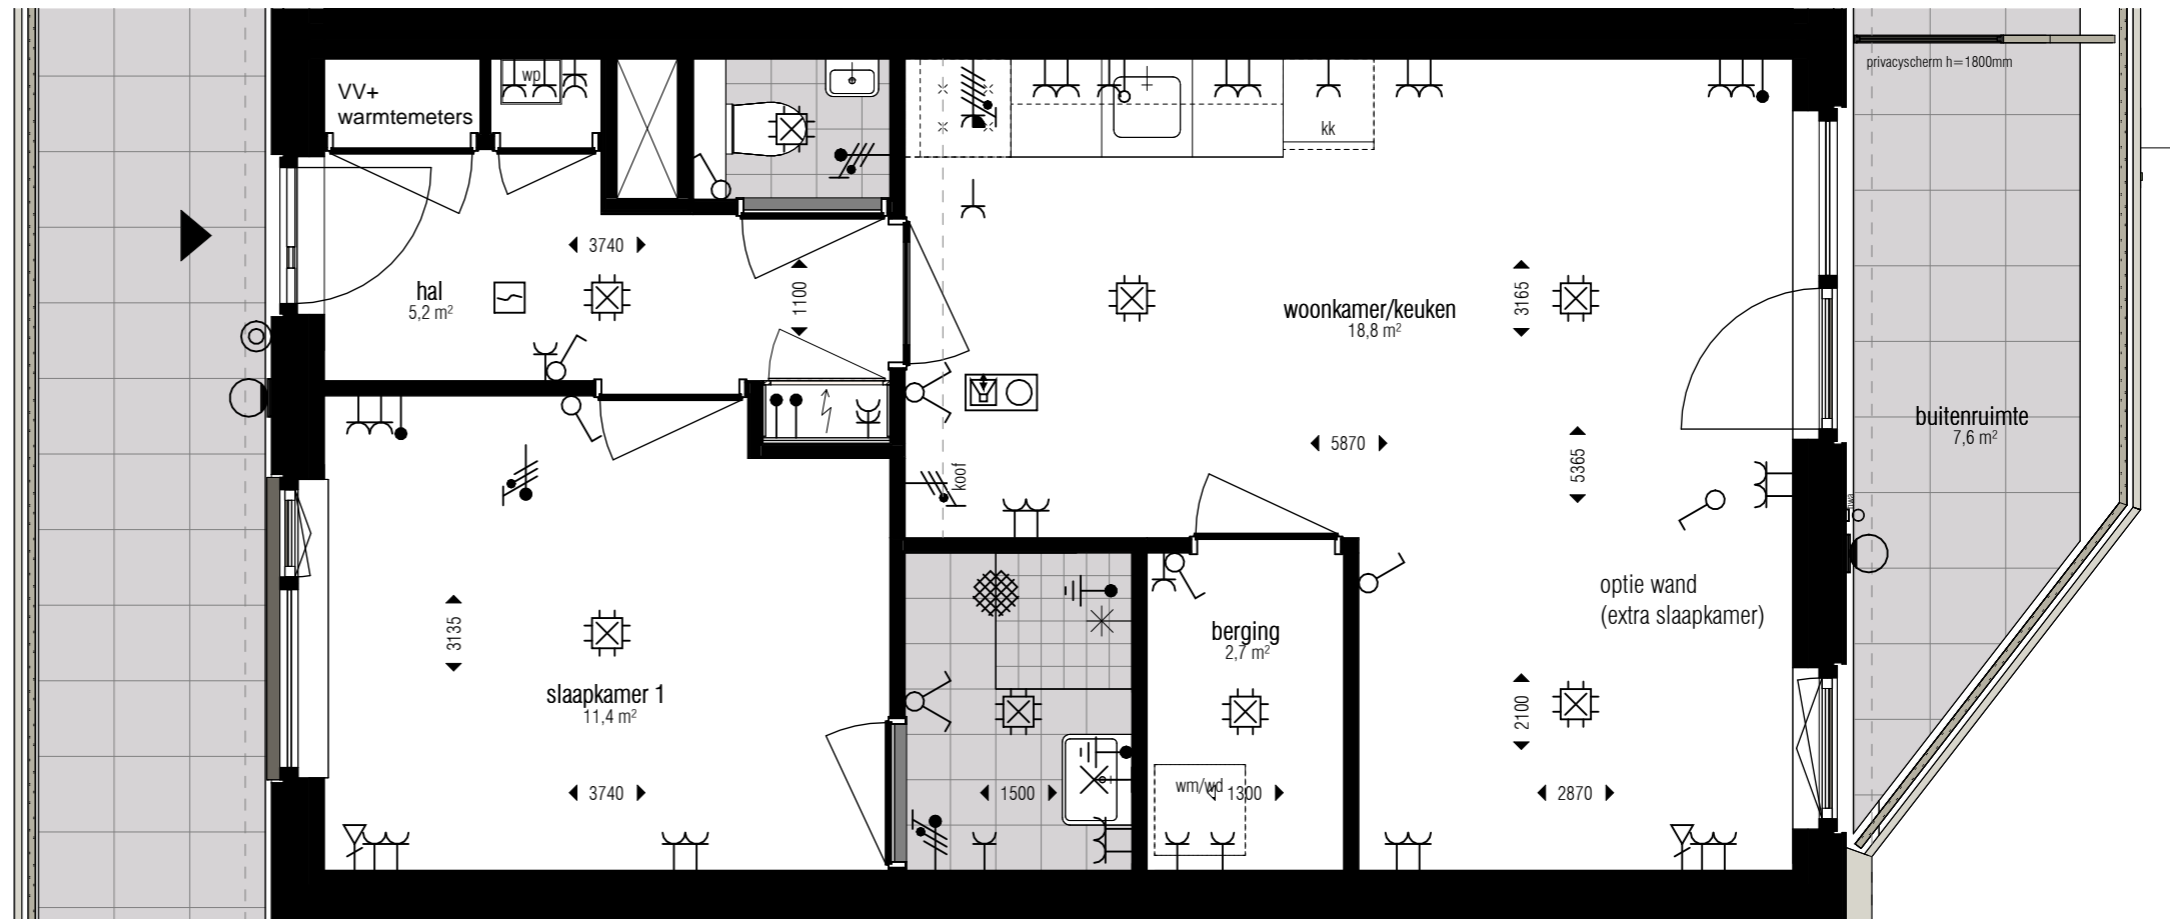 privacyscherm h=1800mm
wp
VV+
warmtemeters
kk
3740
hal
5,2 m²
1100
woonkamer/keuken
18,8 m²
3165
5870
5365
koof
buitenruimte
7,6 m²
optie wand
(extra slaapkamer)
3135
slaapkamer 1
11,4 m²
berging
2,7 m²
2100
3740
1500
wm/wd
1300
2870